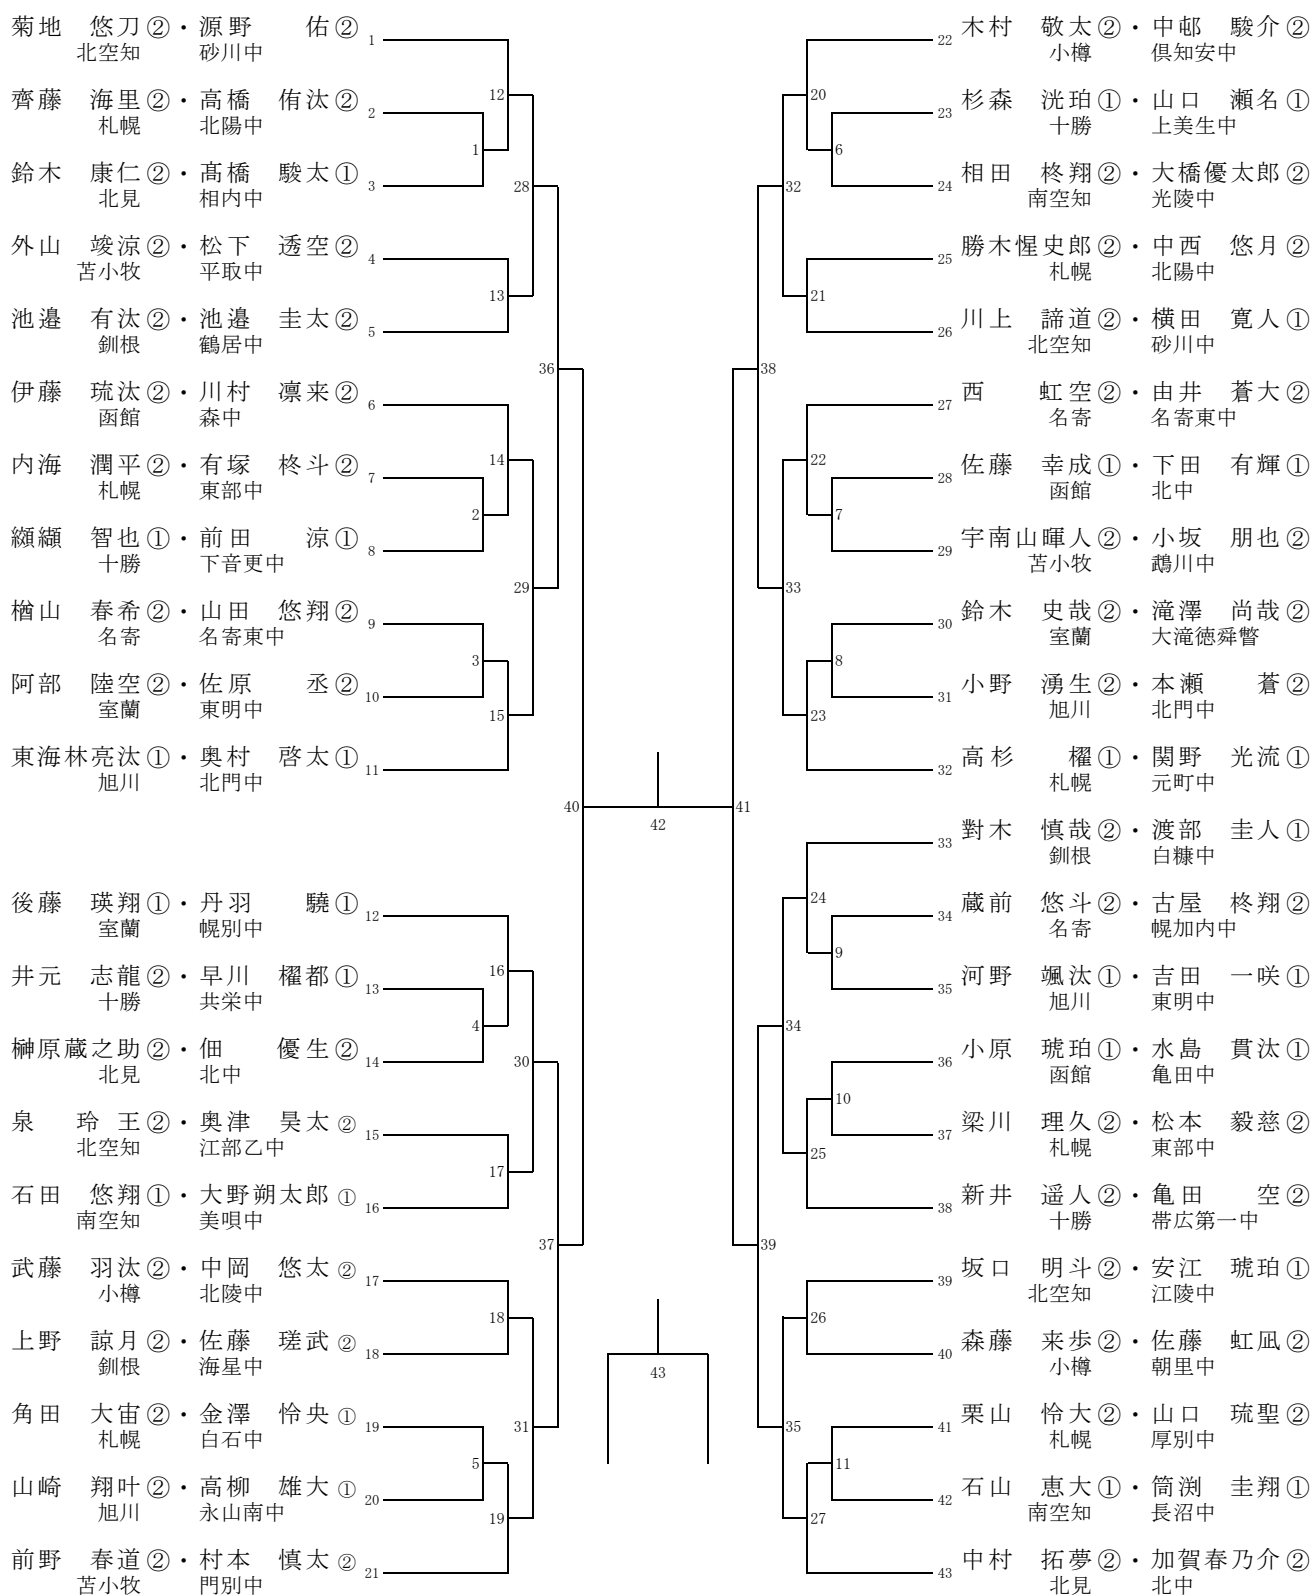 菊地　悠刀②・源野　　佑② 1
北空知　砂川中
齊藤　海里②・高橋　侑汰② 2
札幌　北陽中
鈴木　康仁②・髙橋　駿太① 3
北見　相内中
外山　竣涼②・松下　透空② 4
苫小牧　平取中
池邉　有汰②・池邉　圭太② 5
釧根　鶴居中
伊藤　琉汰②・川村　凛来② 6
函館　森中
内海　潤平②・有塚　柊斗② 7
札幌　東部中
纐纈　智也①・前田　　涼① 8
十勝　下音更中
楢山　春希②・山田　悠翔② 9
名寄　名寄東中
阿部　陸空②・佐原　　丞② 10
室蘭　東明中
東海林亮汰①・奥村　啓太① 11
旭川　北門中
後藤　瑛翔①・丹羽　　驍① 12
室蘭　幌別中
井元　志龍②・早川　櫂都① 13
十勝　共栄中
榊原蔵之助②・佃　　優生② 14
北見　北中
泉　　玲王②・奥津　昊太② 15
北空知　江部乙中
石田　悠翔①・大野朔太郎① 16
南空知　美唄中
武藤　羽汰②・中岡　悠太② 17
小樽　北陵中
上野　諒月②・佐藤　瑳武② 18
釧根　海星中
角田　大宙②・金澤　怜央① 19
札幌　白石中
山崎　翔叶②・高柳　雄大① 20
旭川　永山南中
前野　春道②・村本　慎太② 21
苫小牧　門別中
12
1
28
13
36
14
2
29
3
15
40
16
4
30
17
37
18
31
5
19
42
43
41
20
6
32
21
38
22
7
33
8
23
24
9
34
10
25
39
26
35
11
27
22 木村　敬太②・中邨　駿介②
小樽　倶知安中
23 杉森　洸珀①・山口　瀬名①
十勝　上美生中
24 相田　柊翔②・大橋優太郎②
南空知　光陵中
25 勝木惺史郎②・中西　悠月②
札幌　北陽中
26 川上　諦道②・横田　寛人①
北空知　砂川中
27 西　　虹空②・由井　蒼大②
名寄　名寄東中
28 佐藤　幸成①・下田　有輝①
函館　北中
29 宇南山暉人②・小坂　朋也②
苫小牧　鵡川中
30 鈴木　史哉②・滝澤　尚哉②
室蘭　大滝徳舜瞥
31 小野　湧生②・本瀬　　蒼②
旭川　北門中
32 高杉　　櫂①・関野　光流①
札幌　元町中
33 對木　慎哉②・渡部　圭人①
釧根　白糠中
34 蔵前　悠斗②・古屋　柊翔②
名寄　幌加内中
35 河野　颯汰①・吉田　一咲①
旭川　東明中
36 小原　琥珀①・水島　貫汰①
函館　亀田中
37 梁川　理久②・松本　毅慈②
札幌　東部中
38 新井　遥人②・亀田　　空②
十勝　帯広第一中
39 坂口　明斗②・安江　琥珀①
北空知　江陵中
40 森藤　来歩②・佐藤　虹凪②
小樽　朝里中
41 栗山　怜大②・山口　琉聖②
札幌　厚別中
42 石山　恵大①・筒渕　圭翔①
南空知　長沼中
43 中村　拓夢②・加賀春乃介②
北見　北中